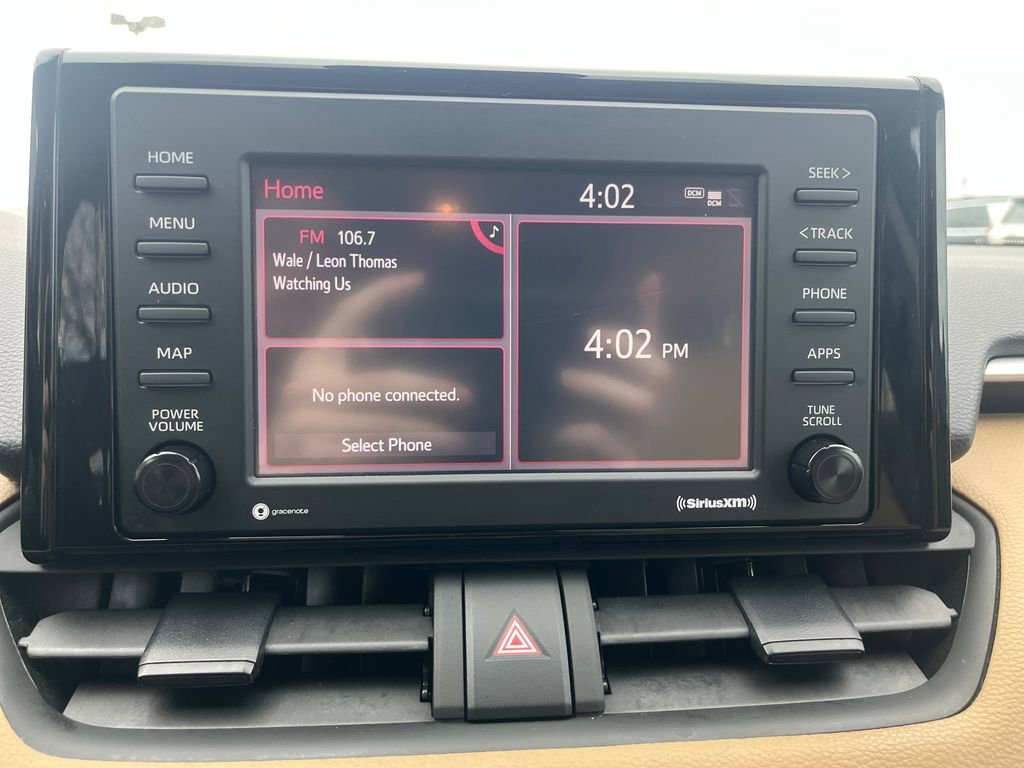 HOME
MENU
AUDIO
MAP
POWER
VOLUME
gracenote
Home
4:02
DCM
DCM
FM 106.7
Wale / Leon Thomas
Watching Us
No phone connected.
Select Phone
4:02 PM
SEEK >
< TRACK
PHONE
APPS
TUNE
SCROLL
((SiriusXM))